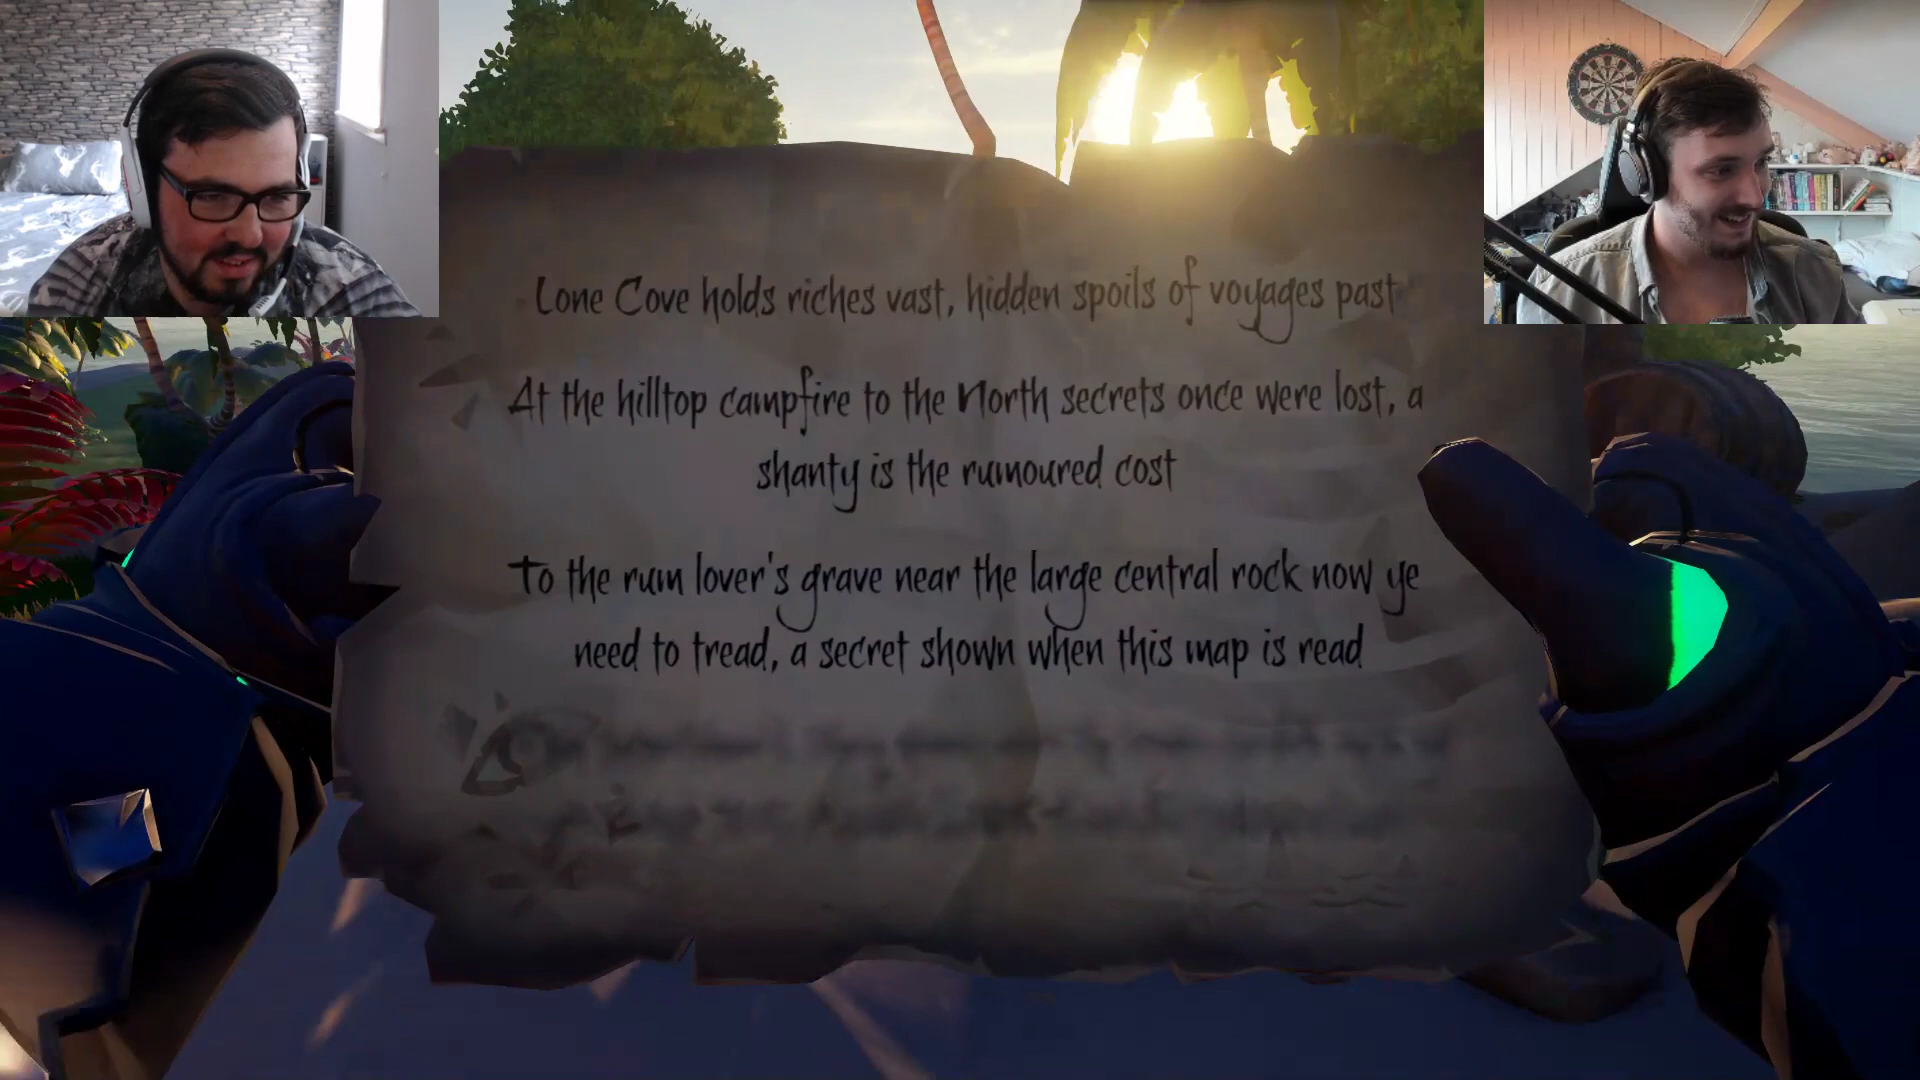 Lone Cove holds riches vast, hidden spoils of voyages past
At the hilltop campfire to the North secrets once were lost, a
shanty is the rumoured cost
To the rum lover's grave near the large central rock now ye
need to tread, a secret shown when this map is read